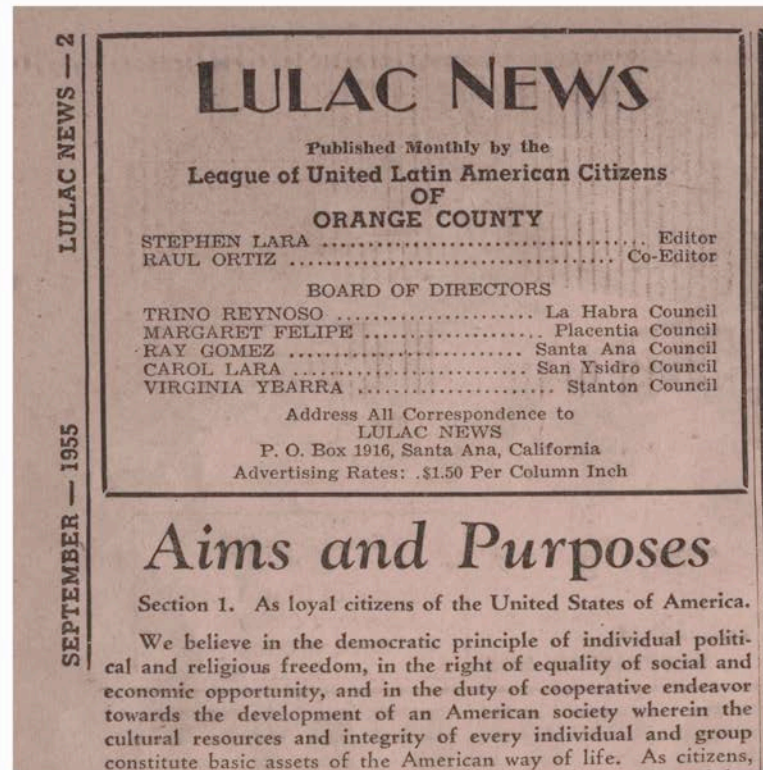 LULAC NEWS — 2
SEPTEMBER — 1955
LULAC NEWS
Published Monthly by the
League of United Latin American Citizens
OF
ORANGE COUNTY
STEPHEN LARA ........................................ Editor
RAUL ORTIZ ........................................ Co-Editor
BOARD OF DIRECTORS
TRINO REYNOSO ........................ La Habra Council
MARGARET FELIPE ...................... Placentia Council
RAY GOMEZ ............................ Santa Ana Council
CAROL LARA ........................... San Ysidro Council
VIRGINIA YBARRA ........................ Stanton Council
Address All Correspondence to
LULAC NEWS
P. O. Box 1916, Santa Ana, California
Advertising Rates: .$1.50 Per Column Inch
Aims and Purposes
Section 1. As loyal citizens of the United States of America.
We believe in the democratic principle of individual politi-
cal and religious freedom, in the right of equality of social and
economic opportunity, and in the duty of cooperative endeavor
towards the development of an American society wherein the
cultural resources and integrity of every individual and group
constitute basic assets of the American way of life. As citizens,